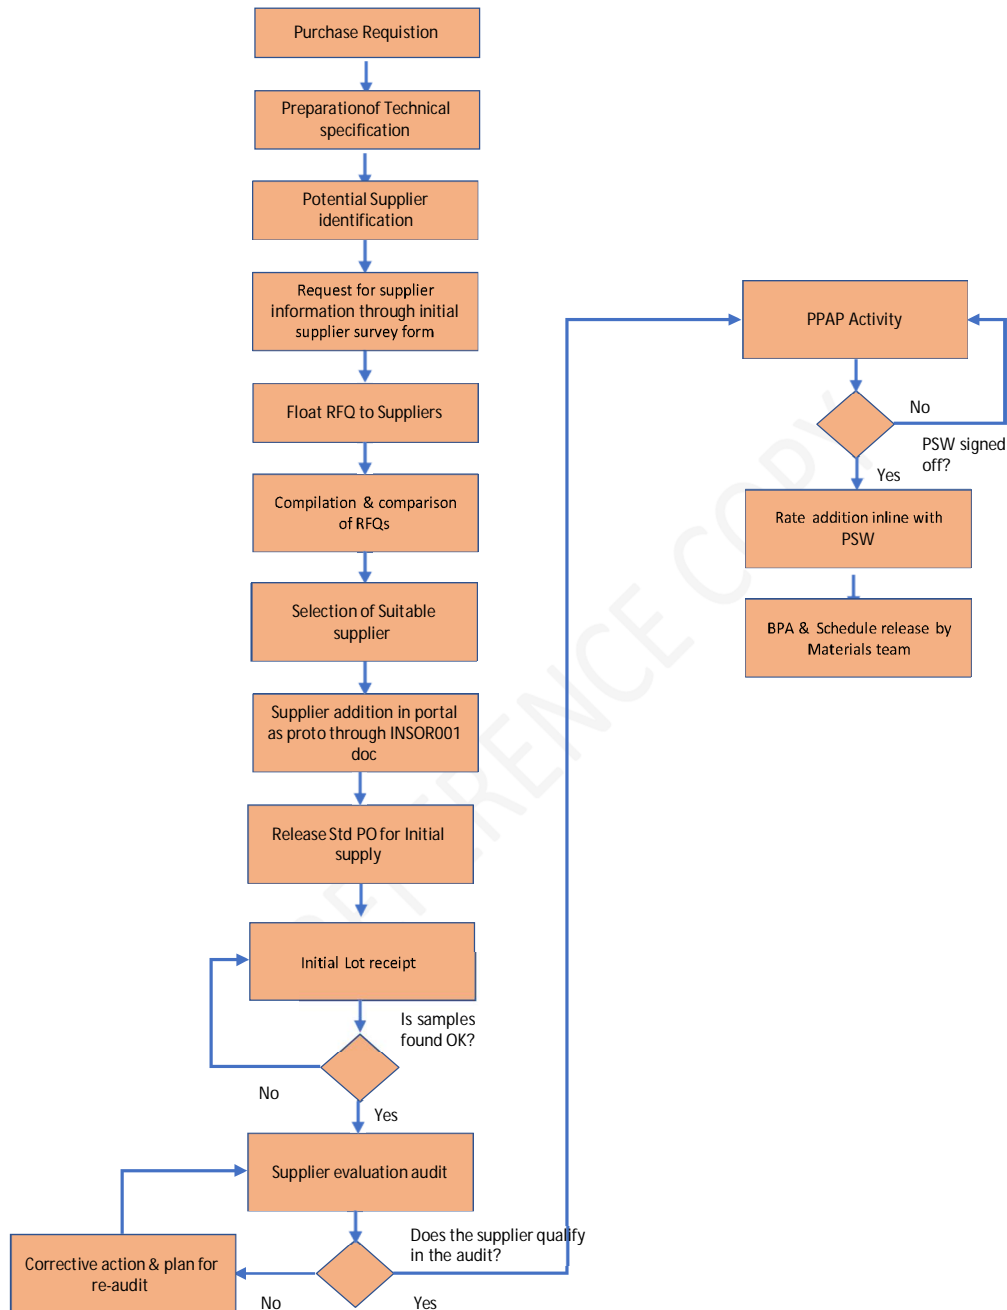 Purchase Requistion
Preparationof Technical
specification
Potential Supplier
identification
Request for supplier
information through initial
supplier survey form
Float RFQ to Suppliers
Compilation & comparison
of RFQs
Selection of Suitable
supplier
Supplier addition in portal
as proto through INSOR001
doc
Release Std PO for Initial
supply
Initial Lot receipt
Is samples
found OK?
No
Yes
Supplier evaluation audit
Does the supplier qualify
in the audit?
Corrective action & plan for
re-audit
No
Yes
PPAP Activity
No
PSW signed
off?
Yes
Rate addition inline with
PSW
BPA & Schedule release by
Materials team
REFERENCE COPY